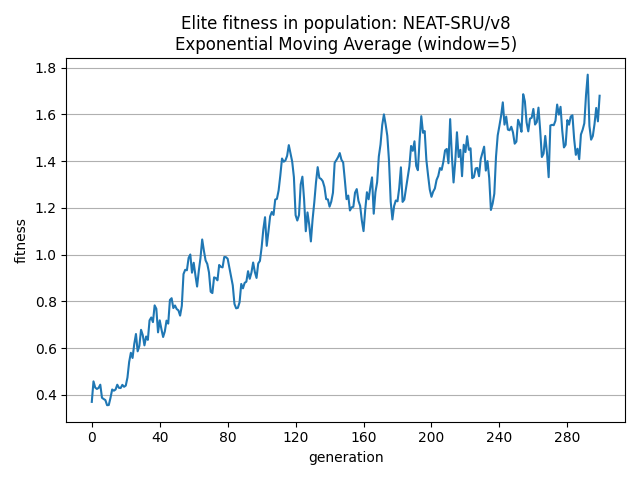 Elite fitness in population: NEAT-SRU/v8
Exponential Moving Average (window=5)
1.8
1.6
1.4
1.2
1.0
0.8
0.6
0.4
fitness
0 40 80 120 160 200 240 280
generation